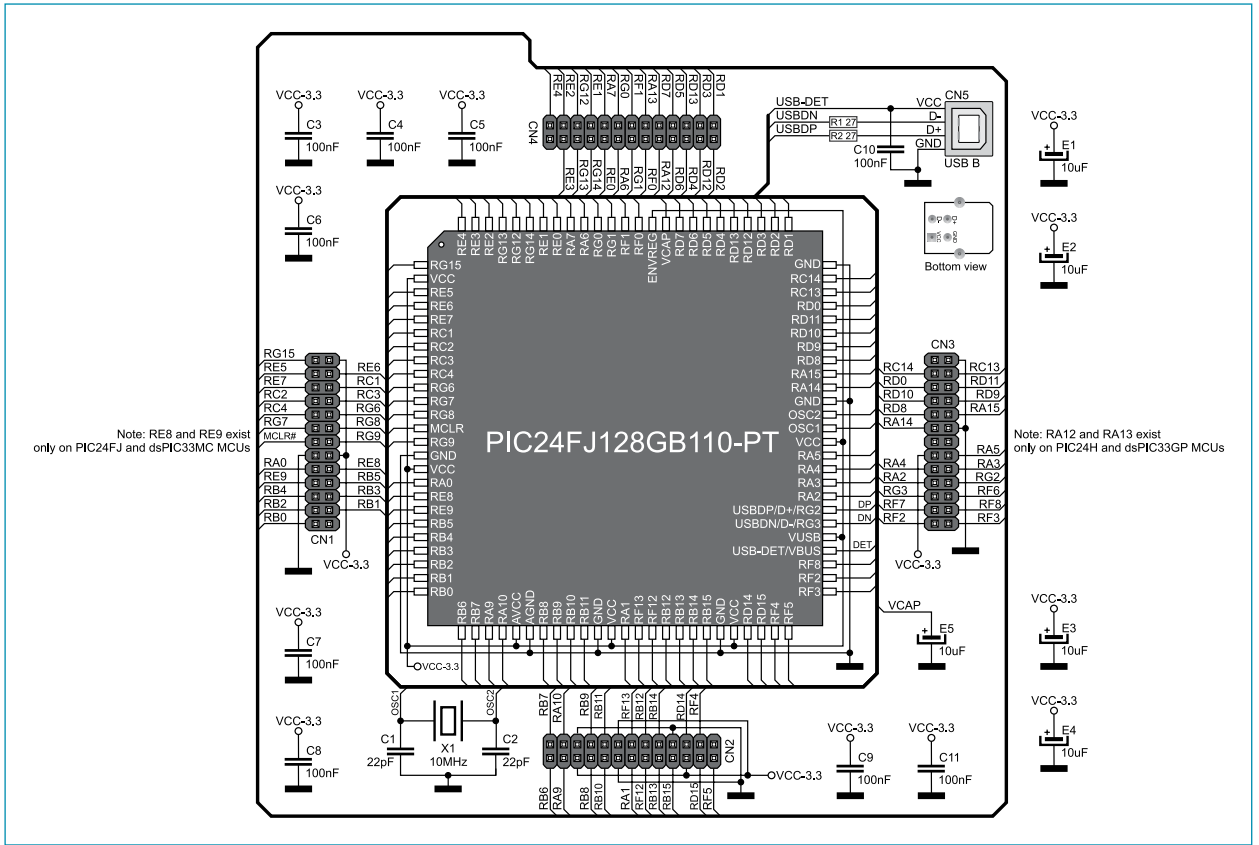 RE4 RE2 RG12 RE1 RA7 RG0 RF1 RA13 RD7 RD5 RD13 RD3 RD1
CN4
RE3 RG13 RG14 RE0 RA6 RG1 RF0 RA12 RD6 RD4 RD12 RD2
VCC-3.3
C3
100nF
VCC-3.3
C4
100nF
VCC-3.3
C5
100nF
VCC-3.3
C6
100nF
USB-DET
USBDN
USBDP
R1 27
R2 27
C10
100nF
CN5
VCC
D-
D+
GND
USB B
D-
D+
VCC
GND
Bottom view
VCC-3.3
E1
10uF
VCC-3.3
E2
10uF
RE4 RE3 RE2 RG13 RG12 RG14 RE1 RE0 RA7 RA6 RG0 RG1 RF1 RF0 ENVREG VCAP RD7 RD6 RD5 RD4 RD13 RD12 RD3 RD2 RD1
RG15
VCC
RE5
RE6
RE7
RC1
RC2
RC3
RC4
RG6
RG7
RG8
MCLR
RG9
GND
VCC
RA0
RE8
RE9
RB5
RB4
RB3
RB2
RB1
RB0
PIC24FJ128GB110-PT
GND
RC14
RC13
RD0
RD11
RD10
RD9
RD8
RA15
RA14
GND
OSC2
OSC1
VCC
RA5
RA4
RA3
RA2
USBDP/D+/RG2
USBDN/D-/RG3
VUSB
USB-DET/VBUS
RF8
RF2
RF3
DP
DN
DET
RB6 RB7 RA9 RA10 AVCC AGND RB8 RB9 RB10 RB11 GND VCC RA1 RF13 RF12 RB12 RB13 RB14 RB15 GND VCC RD14 RD15 RF4 RF5
RG15
RE5 RE6
RE7 RC1
RC2 RC3
RC4 RG6
RG7 RG8
MCLR# RG9
RA0 RE8
RE9 RB5
RB4 RB3
RB2 RB1
RB0
CN1
VCC-3.3
Note: RE8 and RE9 exist
only on PIC24FJ and dsPIC33MC MCUs
CN3
RC14 RC13
RD0 RD11
RD10 RD9
RD8 RA15
RA14
RA5
RA4 RA3
RA2 RG2
RG3 RF6
RF7 RF8
RF2 RF3
VCC-3.3
Note: RA12 and RA13 exist
only on PIC24H and dsPIC33GP MCUs
VCAP
E5
10uF
VCC-3.3
E3
10uF
VCC-3.3
E4
10uF
VCC-3.3
C7
100nF
VCC-3.3
C8
100nF
VCC-3.3
OSC1
OSC2
C1
22pF
X1
10MHz
C2
22pF
RB7 RA10 RB9 RB11 RF13 RB12 RB14 RD14 RF4
CN2
VCC-3.3
RB6 RA9 RB8 RB10 RA1 RF12 RB13 RB15 RD15 RF5
VCC-3.3
C9
100nF
VCC-3.3
C11
100nF